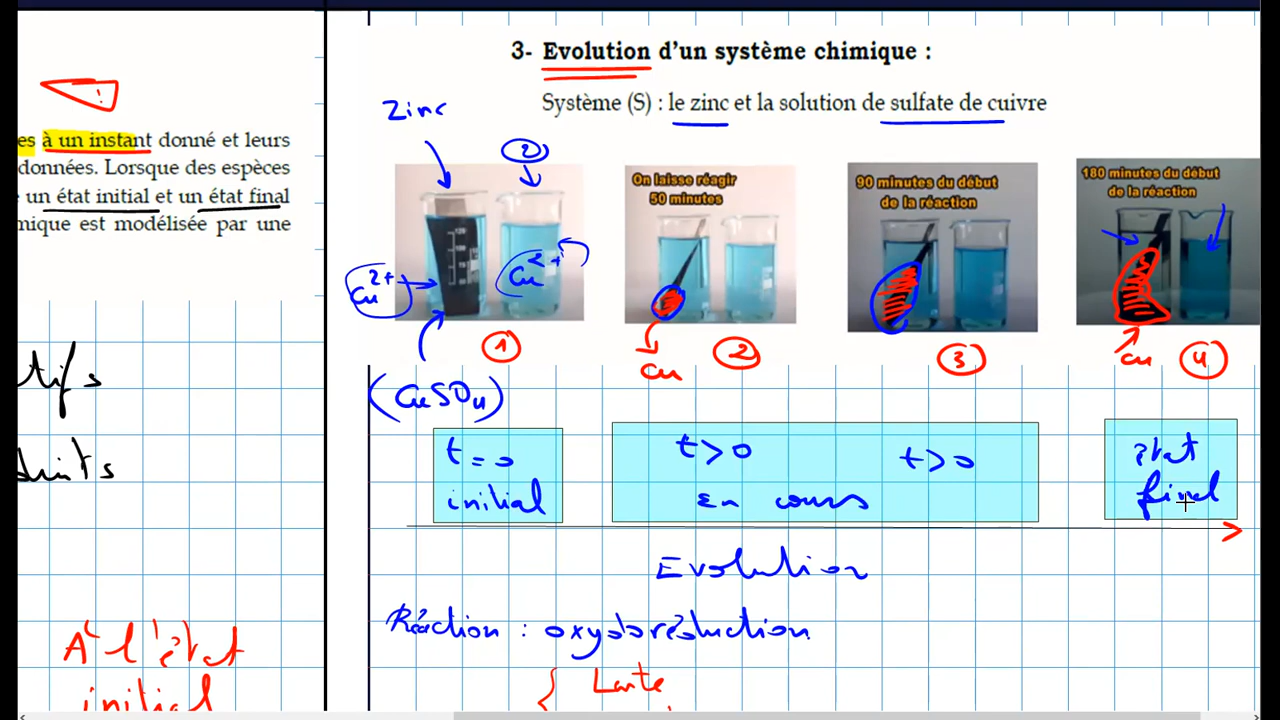 es à un instant donné et leurs
données. Lorsque des espèces
un état initial et un état final
mique est modélisée par une
tifs
duits
A l'état
initial
3- Evolution d'un système chimique :
Système (S) : le zinc et la solution de sulfate de cuivre
Zinc
2
Cu2+
Cu2+
On laisse réagir
50 minutes
90 minutes du début
de la réaction
180 minutes du début
de la réaction
1
Cu
2
3
Cu
4
(CuSO4)
t=0
initial
t>0
t>0
en cours
état
final
Evolution
Réaction : oxydoréduction
Lente